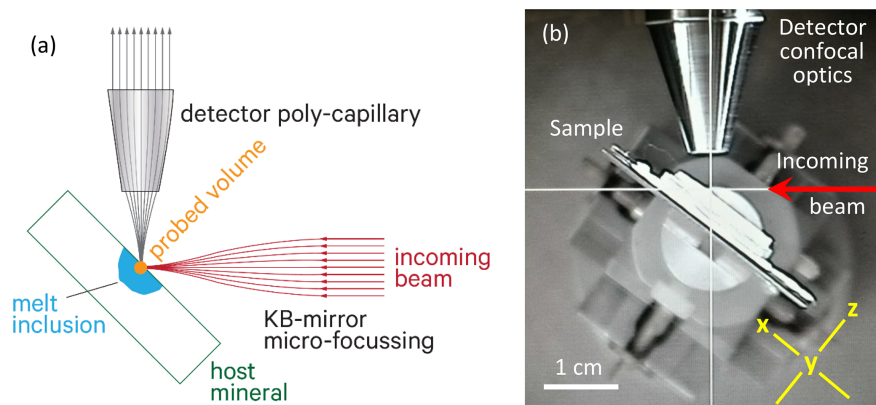 (a)
detector poly-capillary
probed volume
incoming
beam
melt
inclusion
KB-mirror
micro-focussing
host
mineral
(b)
Detector
confocal
optics
Sample
Incoming
beam
x
z
y
1 cm